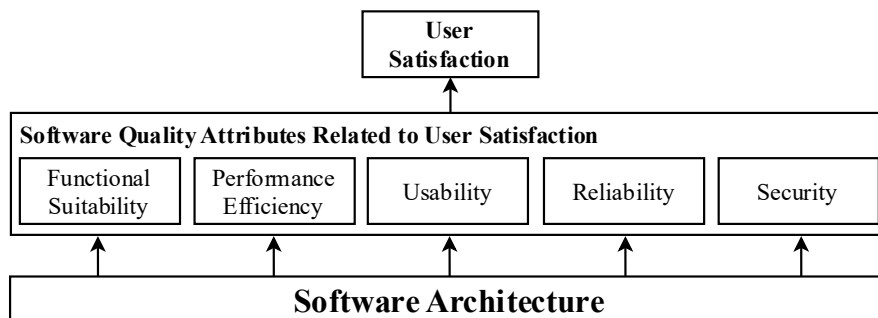 User
Satisfaction
Software Quality Attributes Related to User Satisfaction
Functional
Suitability
Performance
Efficiency
Usability
Reliability
Security
Software Architecture